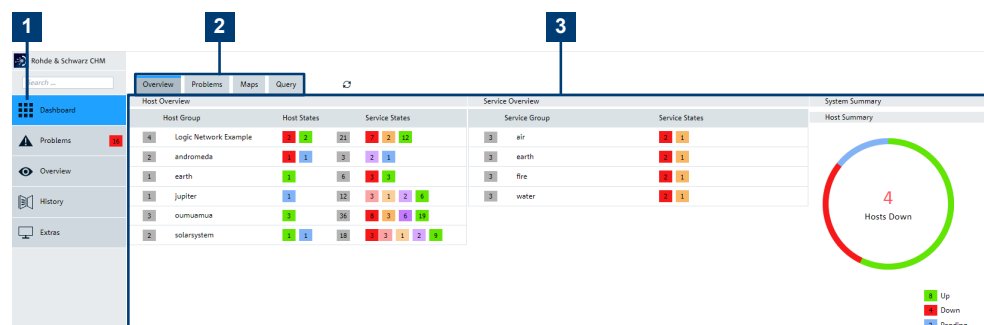 1 2 3
Rohde & Schwarz CHM
Search ...
Dashboard
Problems 16
Overview
History
Extras
Overview Problems Maps Query
Host Overview
Host Group Host States Service States
4 Logic Network Example 2 2 21 7 2 12
2 andromeda 1 1 3 2 1
1 earth 1 6 3 3
1 jupiter 1 12 3 1 2 6
3 oumuamua 3 36 6 3 6 19
2 solarsystem 1 1 18 3 3 1 2 9
Service Overview
Service Group Service States
3 air 2 1
3 earth 2 1
3 fire 2 1
3 water 2 1
System Summary
Host Summary
4
Hosts Down
8 Up
4 Down
2 Pending